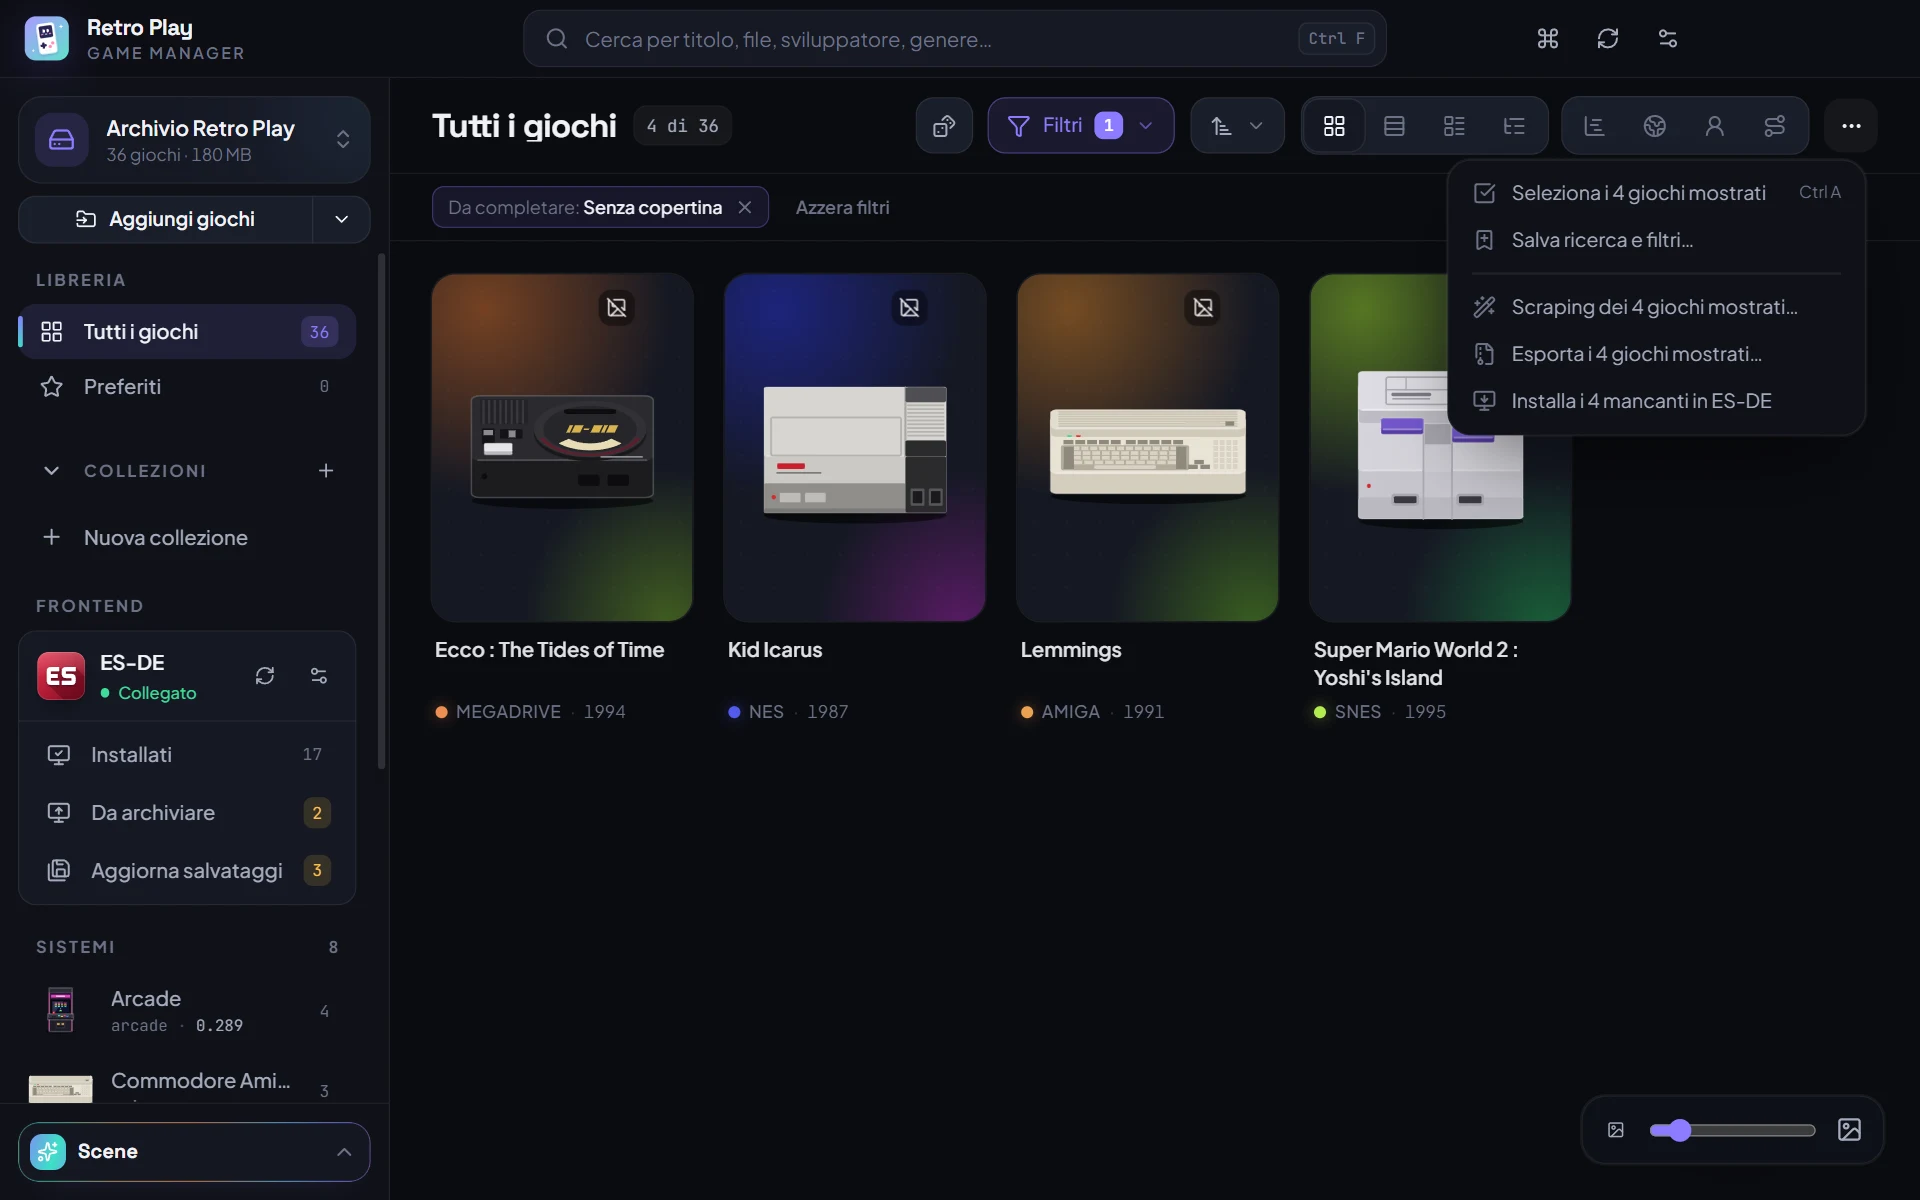 Retro Play
GAME MANAGER
Cerca per titolo, file, sviluppatore, genere…
Ctrl F
Archivio Retro Play
36 giochi · 180 MB
Aggiungi giochi
LIBRERIA
Tutti i giochi
36
Preferiti
0
COLLEZIONI
Nuova collezione
FRONTEND
ES
ES-DE
Collegato
Installati
17
Da archiviare
2
Aggiorna salvataggi
3
SISTEMI
8
Arcade
arcade · 0.289
4
Commodore Ami…
3
Scene
Tutti i giochi
4 di 36
Filtri
1
Da completare: Senza copertina
Azzera filtri
Seleziona i 4 giochi mostrati
Ctrl A
Salva ricerca e filtri…
Scraping dei 4 giochi mostrati…
Esporta i 4 giochi mostrati…
Installa i 4 mancanti in ES-DE
Ecco : The Tides of Time
MEGADRIVE · 1994
Kid Icarus
NES · 1987
Lemmings
AMIGA · 1991
Super Mario World 2 :
Yoshi's Island
SNES · 1995